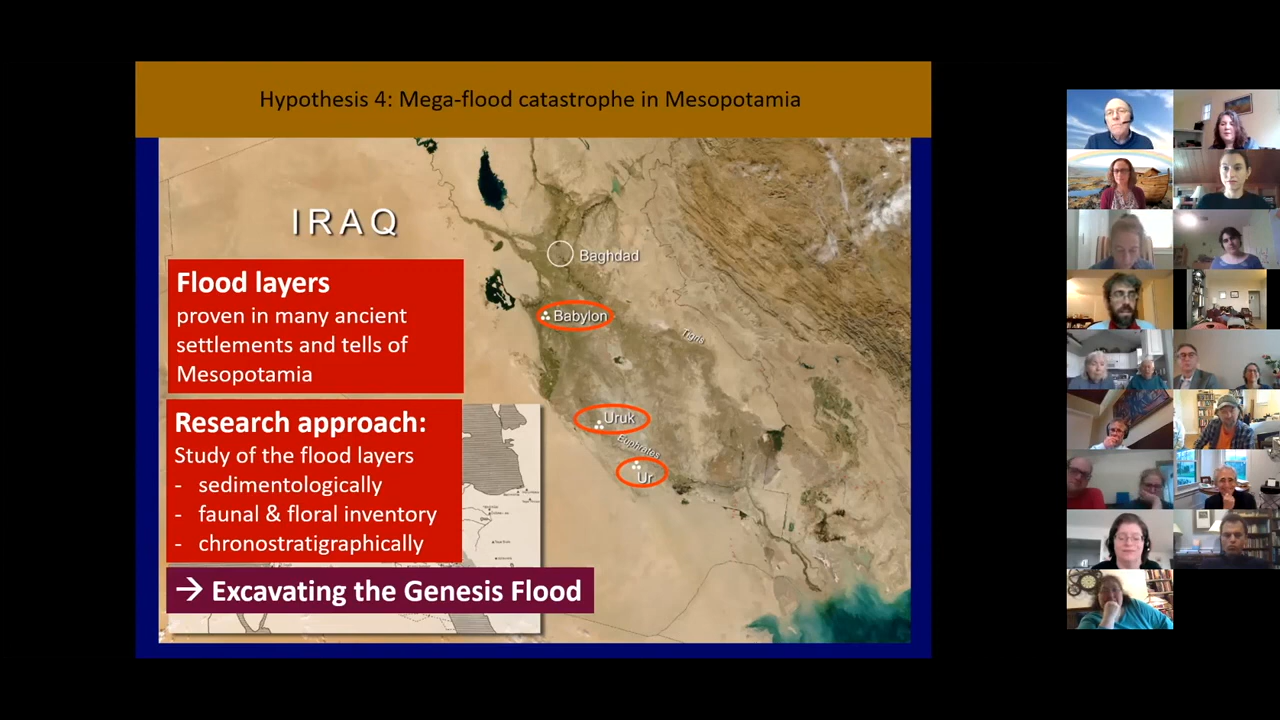 Hypothesis 4: Mega-flood catastrophe in Mesopotamia
IRAQ
Baghdad
Babylon
Tigris
Uruk
Euphrates
Ur
Flood layers
proven in many ancient
settlements and tells of
Mesopotamia
Research approach:
Study of the flood layers
- sedimentologically
- faunal & floral inventory
- chronostratigraphically
→ Excavating the Genesis Flood